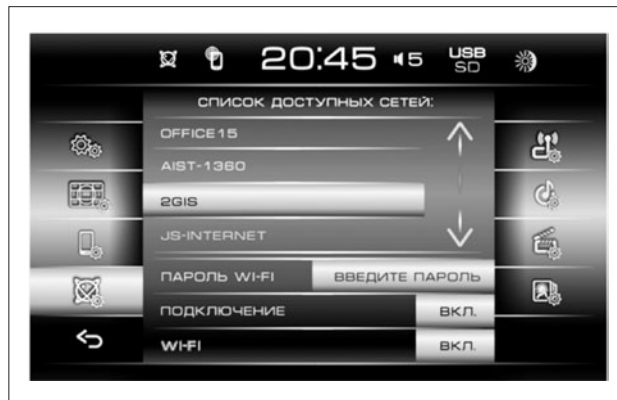 20:45 5 USB
SD
СПИСОК ДОСТУПНЫХ СЕТЕЙ:
OFFICE15
AIST-1360
2GIS
JS-INTERNET
ПАРОЛЬ WI-FI ВВЕДИТЕ ПАРОЛЬ
ПОДКЛЮЧЕНИЕ ВКЛ.
WI-FI ВКЛ.